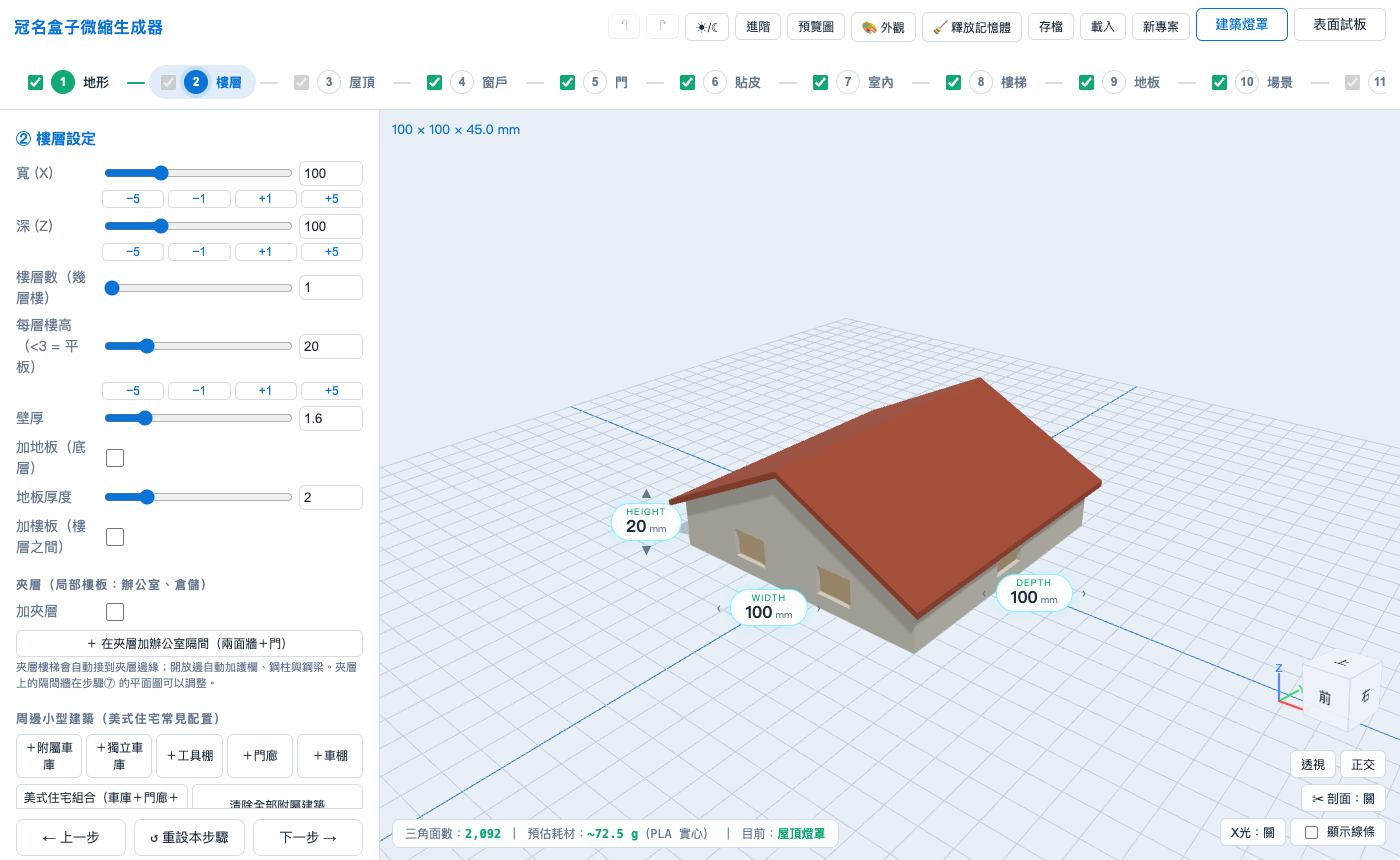 冠名盒子微縮生成器
☀/☾ 進階 預覽圖 🎨 外觀 🧹 釋放記憶體 存檔 載入 新專案 建築燈罩 表面試板
1 地形 2 樓層 3 屋頂 4 窗戶 5 門 6 貼皮 7 室內 8 樓梯 9 地板 10 場景 11
② 樓層設定
寬 (X) 100
−5 −1 +1 +5
深 (Z) 100
−5 −1 +1 +5
樓層數（幾
層樓） 1
每層樓高
（<3 = 平
板） 20
−5 −1 +1 +5
壁厚 1.6
加地板（底
層）
地板厚度 2
加樓板（樓
層之間）
夾層（局部樓板：辦公室、倉儲）
加夾層
＋ 在夾層加辦公室隔間（兩面牆＋門）
夾層樓梯會自動接到夾層邊緣；開放邊自動加護欄、鋼柱與鋼梁。夾層
上的隔間牆在步驟⑦ 的平面圖可以調整。
周邊小型建築（美式住宅常見配置）
＋附屬車
庫
＋獨立車
庫
＋工具棚
＋門廊
＋車棚
美式住宅組合（車庫＋門廊＋
清除全部附屬建築
← 上一步 ↺ 重設本步驟 下一步 →
100 × 100 × 45.0 mm
HEIGHT
20 mm
WIDTH
100 mm
DEPTH
100 mm
Z
上
前 右
透視 正交
✂ 剖面：關
X光：關 顯示線條
三角面數：2,092 | 預估耗材：~72.5 g (PLA 實心) | 目前：屋頂燈罩